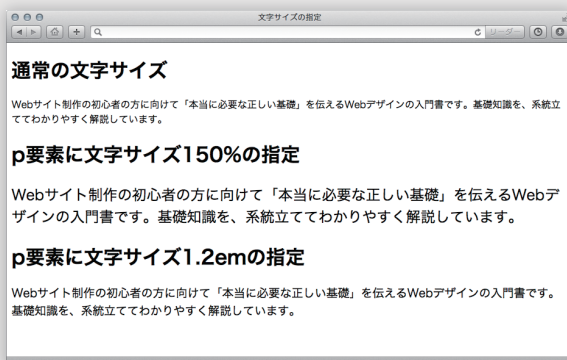 文字サイズの指定
リーダー
通常の文字サイズ
Webサイト制作の初心者の方に向けて「本当に必要な正しい基礎」を伝えるWebデザインの入門書です。基礎知識を、系統立
ててわかりやすく解説しています。
p要素に文字サイズ150%の指定
Webサイト制作の初心者の方に向けて「本当に必要な正しい基礎」を伝えるWebデ
ザインの入門書です。基礎知識を、系統立ててわかりやすく解説しています。
p要素に文字サイズ1.2emの指定
Webサイト制作の初心者の方に向けて「本当に必要な正しい基礎」を伝えるWebデザインの入門書です。
基礎知識を、系統立ててわかりやすく解説しています。